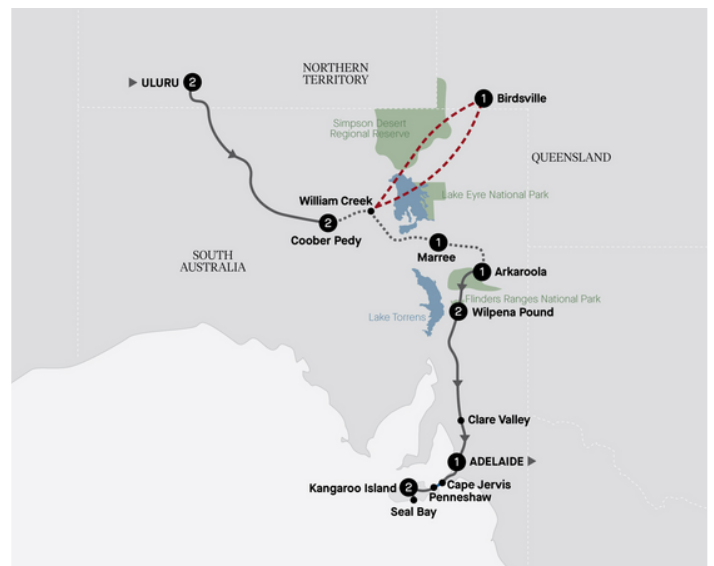 NORTHERN
TERRITORY
▶ ULURU 2
1 Birdsville
Simpson Desert
Regional Reserve
QUEENSLAND
William Creek
Lake Eyre National Park
2
Coober Pedy
1
Marree
SOUTH
AUSTRALIA
1 Arkaroola
Flinders Ranges National Park
Lake Torrens
2 Wilpena Pound
Clare Valley
1 ADELAIDE ▶
Kangaroo Island 2
Cape Jervis
Penneshaw
Seal Bay